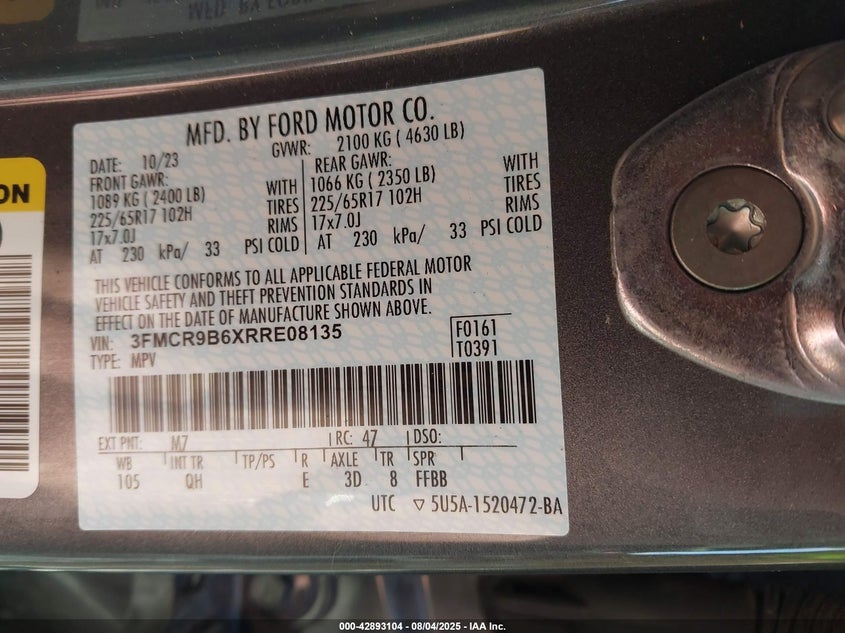 MFD. BY FORD MOTOR CO.
DATE: 10/23 GVWR: 2100 KG ( 4630 LB)
FRONT GAWR: REAR GAWR:
1089 KG ( 2400 LB) WITH 1066 KG ( 2350 LB) WITH
225/65R17 102H TIRES 225/65R17 102H TIRES
17x7.0J RIMS 17x7.0J RIMS
AT 230 kPa/ 33 PSI COLD AT 230 kPa/ 33 PSI COLD
THIS VEHICLE CONFORMS TO ALL APPLICABLE FEDERAL MOTOR
VEHICLE SAFETY AND THEFT PREVENTION STANDARDS IN
EFFECT ON THE DATE OF MANUFACTURE SHOWN ABOVE.
VIN: 3FMCR9B6XRRE08135 F0161
TYPE: MPV T0391
EXT PNT: M7 RC: 47 DSO:
WB INT TR TP/PS R AXLE TR SPR
105 QH E 3D 8 FFBB
UTC ▽ 5U5A-1520472-BA
ON
000-42893104 - 08/04/2025 - IAA Inc.